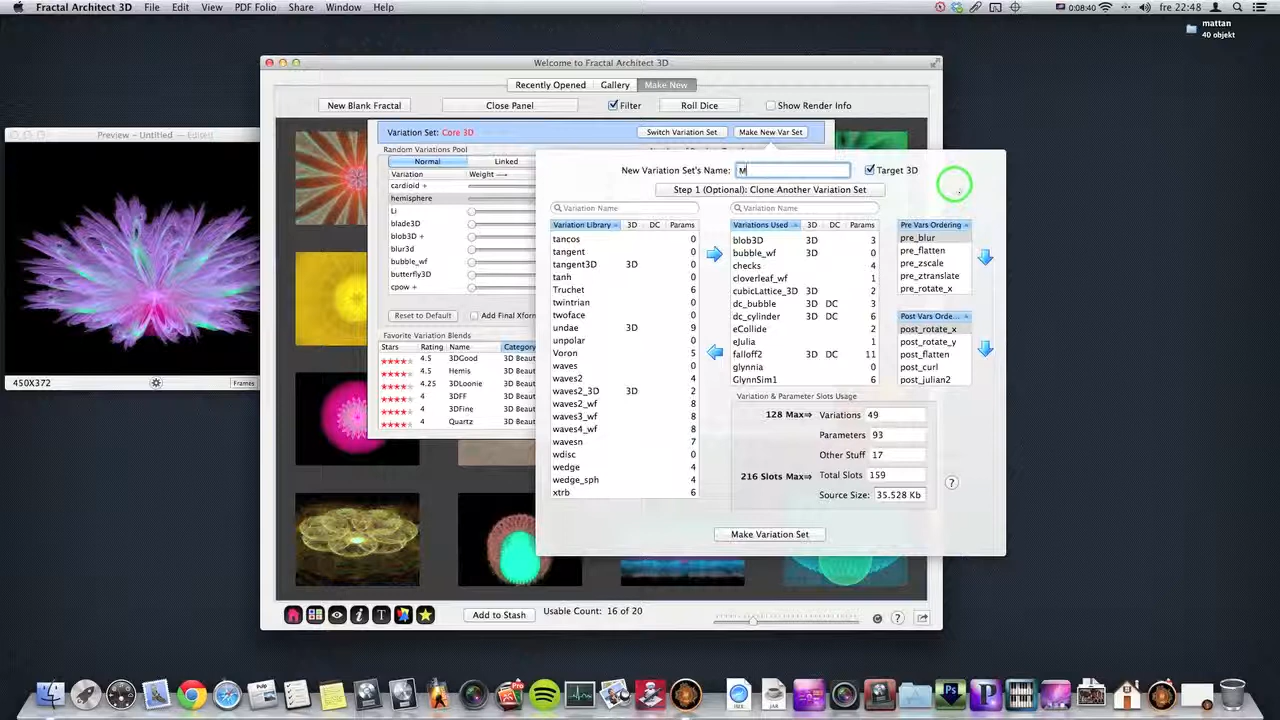 Fractal Architect 3D File Edit View PDF Folio Share Window Help 0:08:40 fre 22:48
mattan
40 objekt
Welcome to Fractal Architect 3D
Recently Opened Gallery Make New
New Blank Fractal Close Panel Filter Roll Dice Show Render Info
Preview – Untitled — Edited
450X372 Frames
Variation Set: Core 3D Switch Variation Set Make New Var Set
Random Variations Pool
Normal Linked
Variation Weight
cardioid +
hemisphere
Li
blade3D
blob3D +
blur3d
bubble_wf
butterfly3D
cpow +
Reset to Default Add Final Xform
Favorite Variation Blends
Stars Rating Name Category
4.5 3DGood 3D Beau
4.5 Hemis 3D Beau
4.25 3DLoonie 3D Beau
4 3DFF 3D Beau
4 3DFine 3D Beau
4 Quartz 3D Beau
New Variation Set's Name: M Target 3D
Step 1 (Optional): Clone Another Variation Set
Variation Name
Variation Library 3D DC Params
tancos 0
tangent 0
tangent3D 3D 0
tanh 0
Truchet 6
twintrian 0
twoface 0
undae 3D 9
unpolar 0
Voron 5
waves 0
waves2 4
waves2_3D 3D 2
waves2_wf 8
waves3_wf 8
waves4_wf 8
wavesn 7
wdisc 0
wedge 4
wedge_sph 4
xtrb 6
Variation Name
Variations Used 3D DC Params
blob3D 3D 3
bubble_wf 3D 0
checks 4
cloverleaf_wf 1
cubicLattice_3D 3D 2
dc_bubble 3D DC 3
dc_cylinder 3D DC 6
eCollide 2
eJulia 1
falloff2 3D DC 11
glynnia 0
GlynnSim1 6
Pre Vars Ordering
pre_blur
pre_flatten
pre_zscale
pre_ztranslate
pre_rotate_x
Post Vars Orde...
post_rotate_x
post_rotate_y
post_flatten
post_curl
post_julian2
Variation & Parameter Slots Usage
128 Max⇒ Variations 49
Parameters 93
Other Stuff 17
216 Slots Max⇒ Total Slots 159
Source Size: 35.528 Kb
?
Make Variation Set
Add to Stash Usable Count: 16 of 20 ?